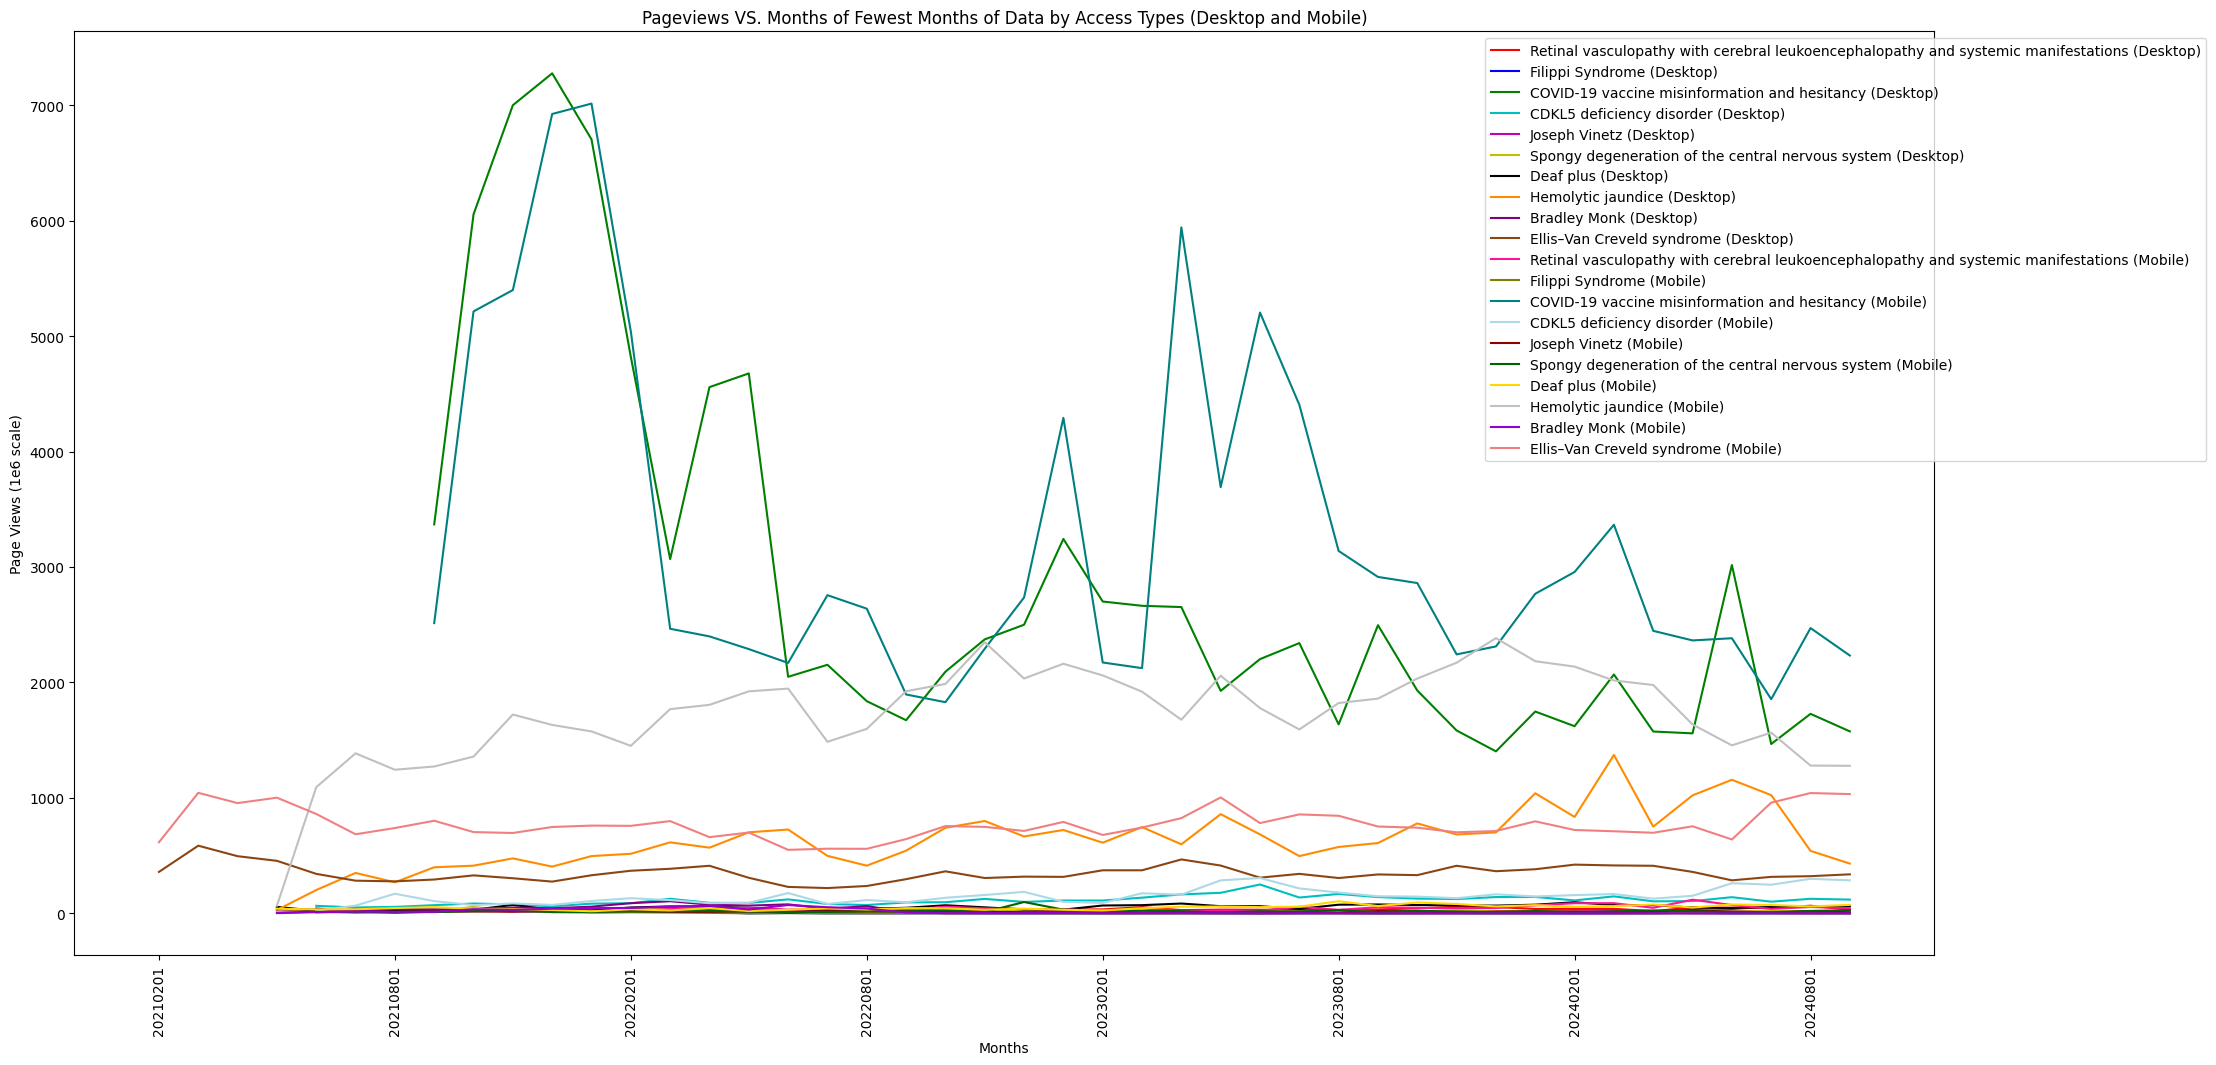 Pageviews VS. Months of Fewest Months of Data by Access Types (Desktop and Mobile)
Retinal vasculopathy with cerebral leukoencephalopathy and systemic manifestations (Desktop)
Filippi Syndrome (Desktop)
COVID-19 vaccine misinformation and hesitancy (Desktop)
CDKL5 deficiency disorder (Desktop)
Joseph Vinetz (Desktop)
Spongy degeneration of the central nervous system (Desktop)
Deaf plus (Desktop)
Hemolytic jaundice (Desktop)
Bradley Monk (Desktop)
Ellis–Van Creveld syndrome (Desktop)
Retinal vasculopathy with cerebral leukoencephalopathy and systemic manifestations (Mobile)
Filippi Syndrome (Mobile)
COVID-19 vaccine misinformation and hesitancy (Mobile)
CDKL5 deficiency disorder (Mobile)
Joseph Vinetz (Mobile)
Spongy degeneration of the central nervous system (Mobile)
Deaf plus (Mobile)
Hemolytic jaundice (Mobile)
Bradley Monk (Mobile)
Ellis–Van Creveld syndrome (Mobile)
Page Views (1e6 scale)
7000
6000
5000
4000
3000
2000
1000
0
20210201
20210801
20220201
20220801
20230201
20230801
20240201
20240801
Months